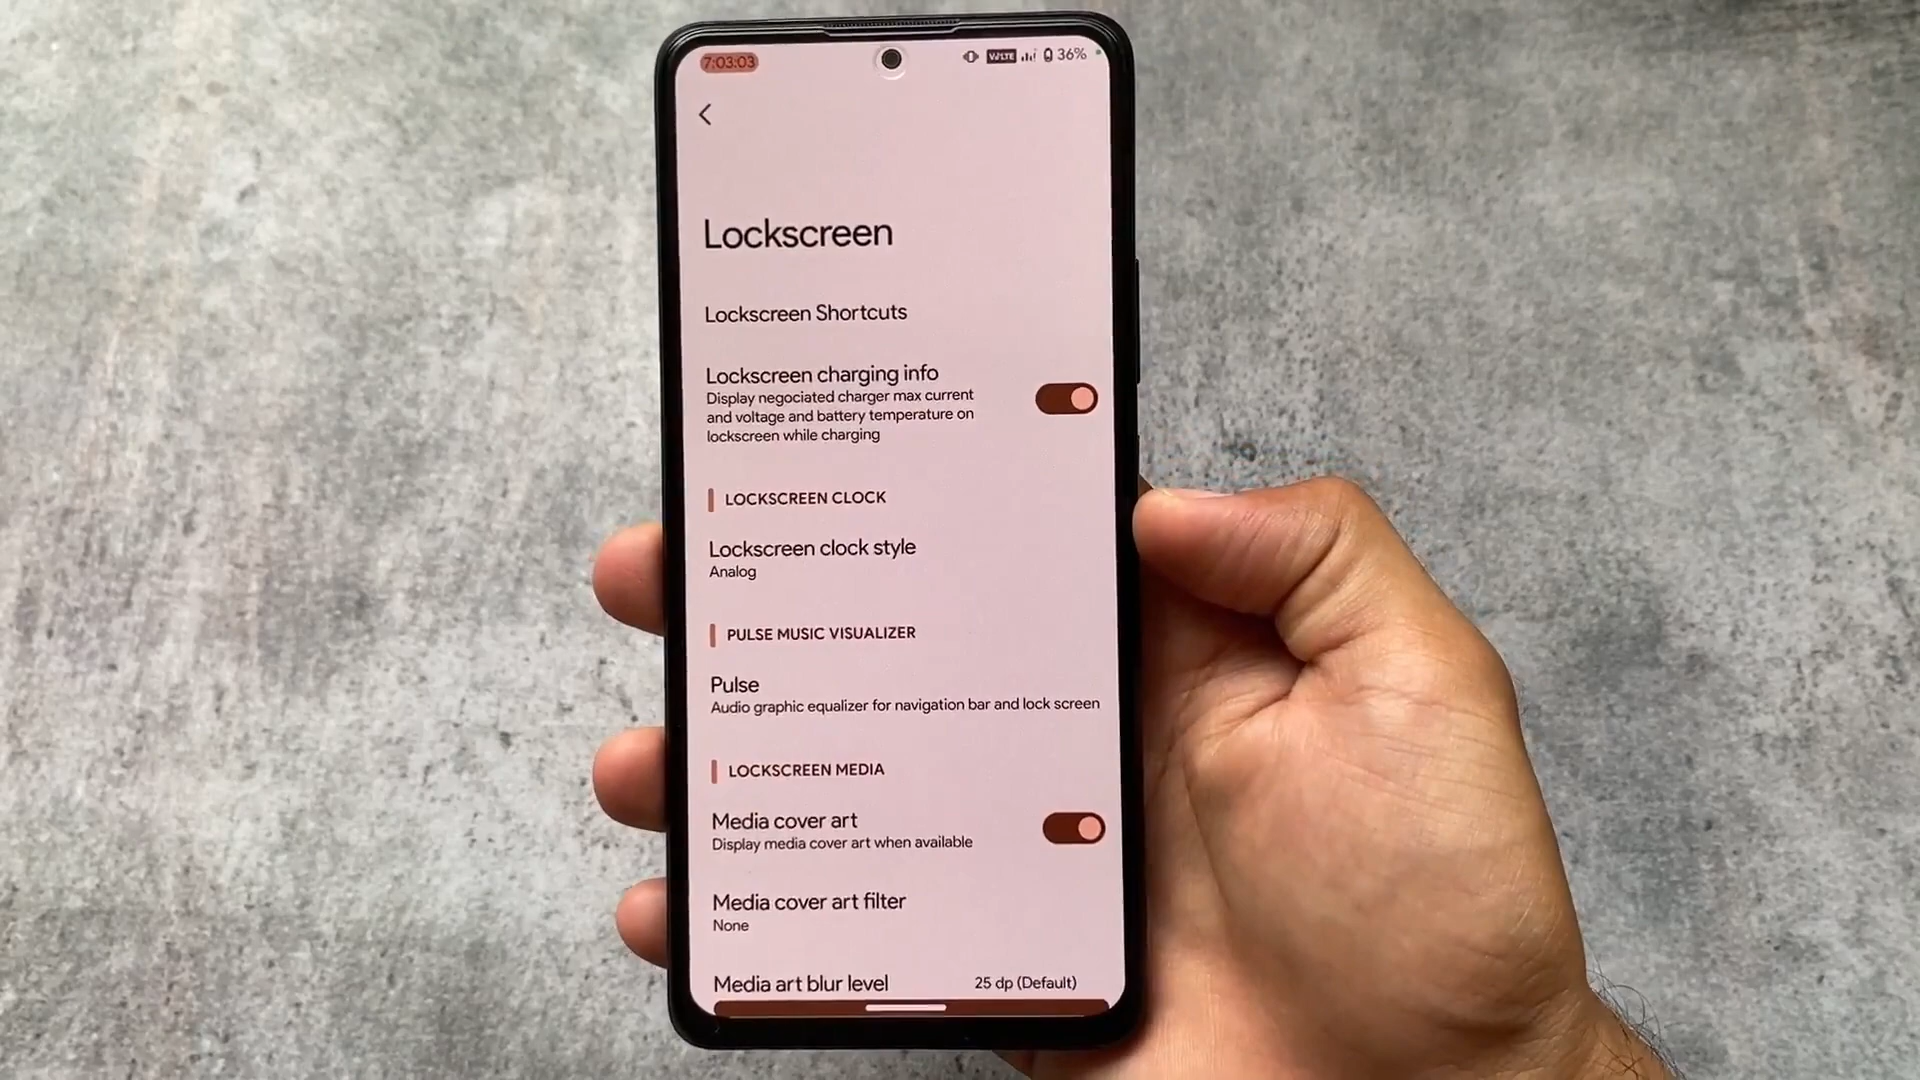 7:03:03
VoLTE 36%
Lockscreen
Lockscreen Shortcuts
Lockscreen charging info
Display negociated charger max current
and voltage and battery temperature on
lockscreen while charging
LOCKSCREEN CLOCK
Lockscreen clock style
Analog
PULSE MUSIC VISUALIZER
Pulse
Audio graphic equalizer for navigation bar and lock screen
LOCKSCREEN MEDIA
Media cover art
Display media cover art when available
Media cover art filter
None
Media art blur level 25 dp (Default)